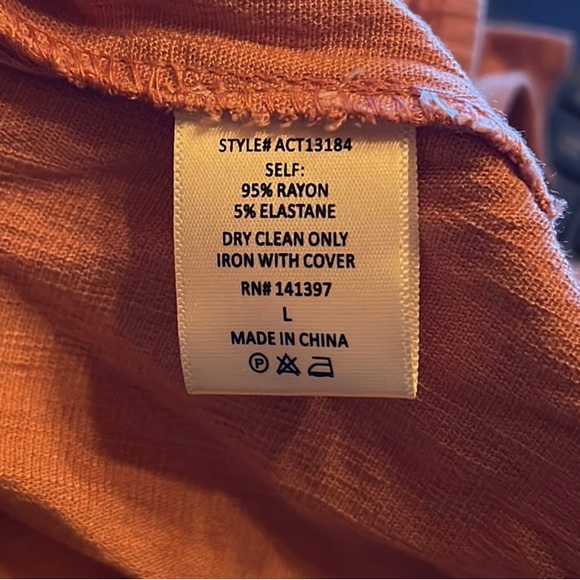 STYLE# ACT13184
SELF:
95% RAYON
5% ELASTANE
DRY CLEAN ONLY
IRON WITH COVER
RN# 141397
L
MADE IN CHINA
P